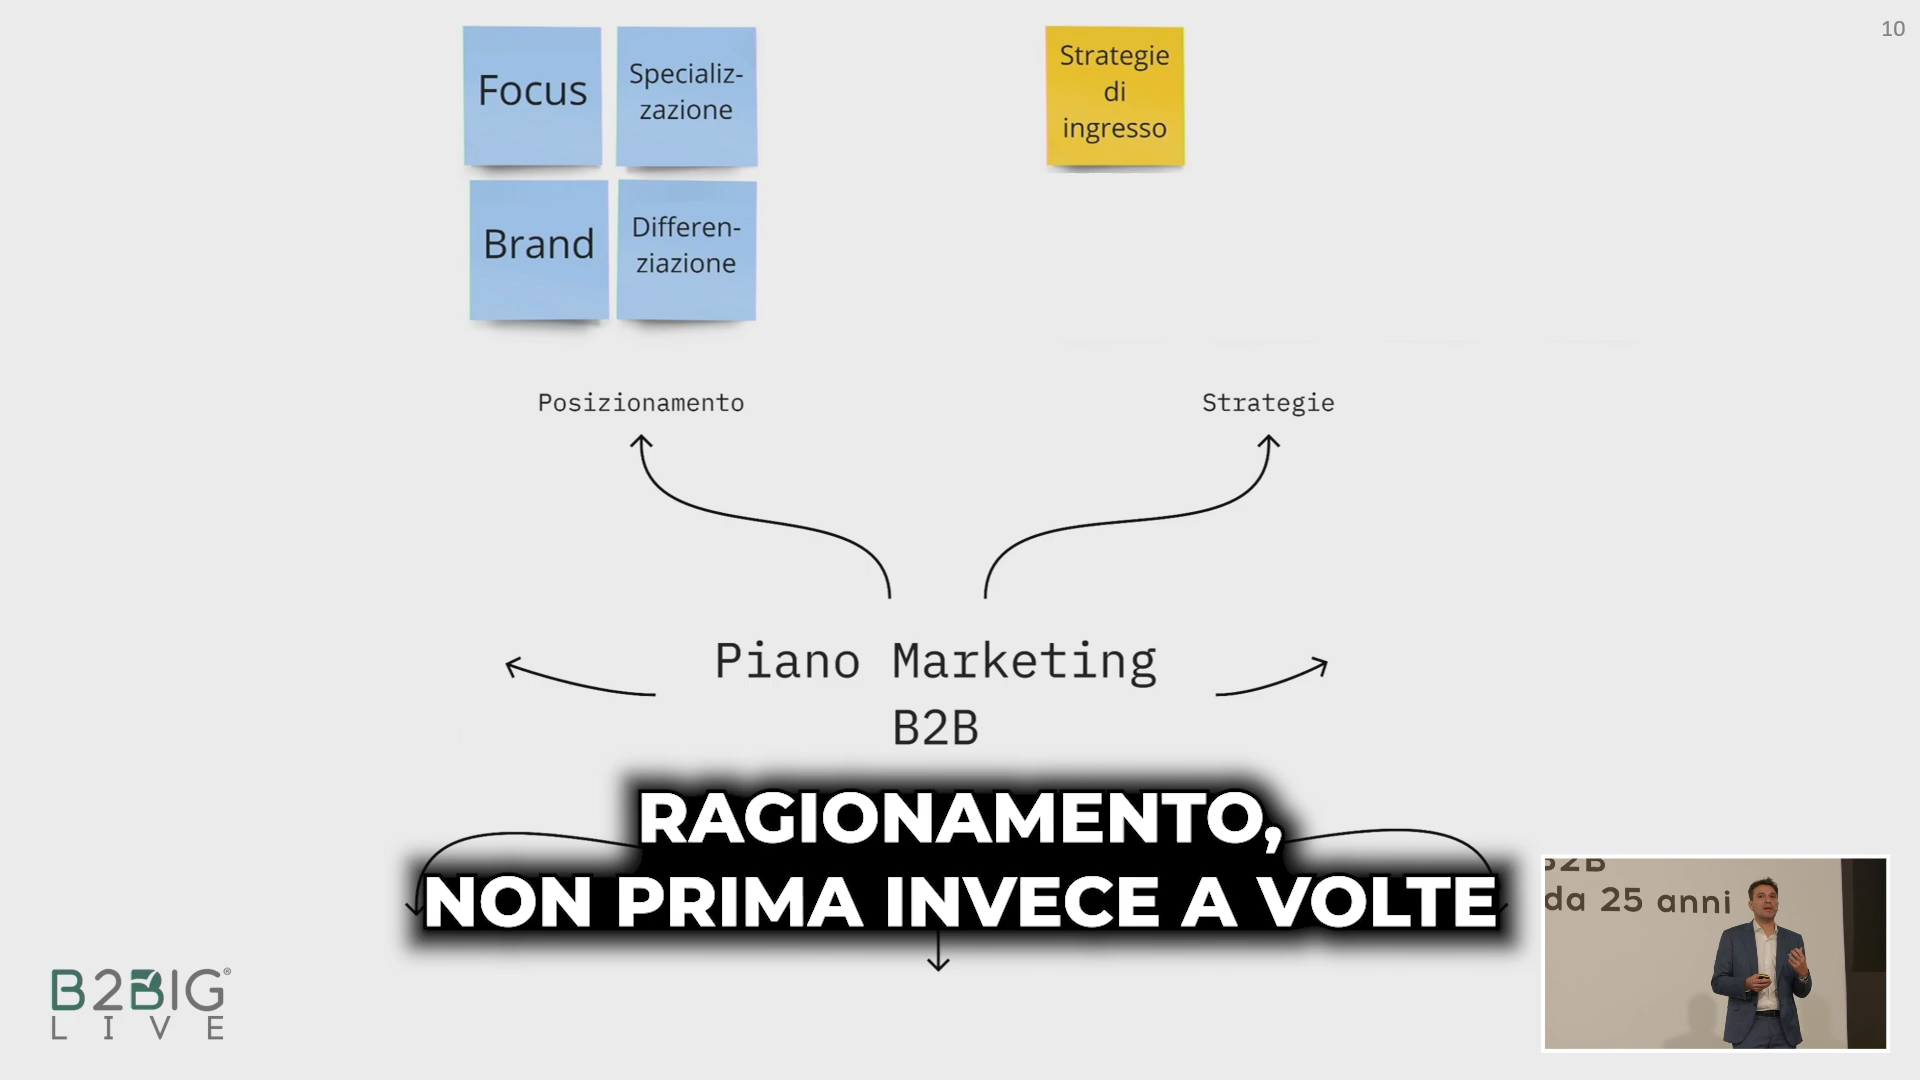 10
Focus
Specializ-
zazione
Brand
Differen-
ziazione
Strategie
di
ingresso
Posizionamento
Strategie
Piano Marketing
B2B
RAGIONAMENTO,
NON PRIMA INVECE A VOLTE
B2BIG®
LIVE
B2B
da 25 anni